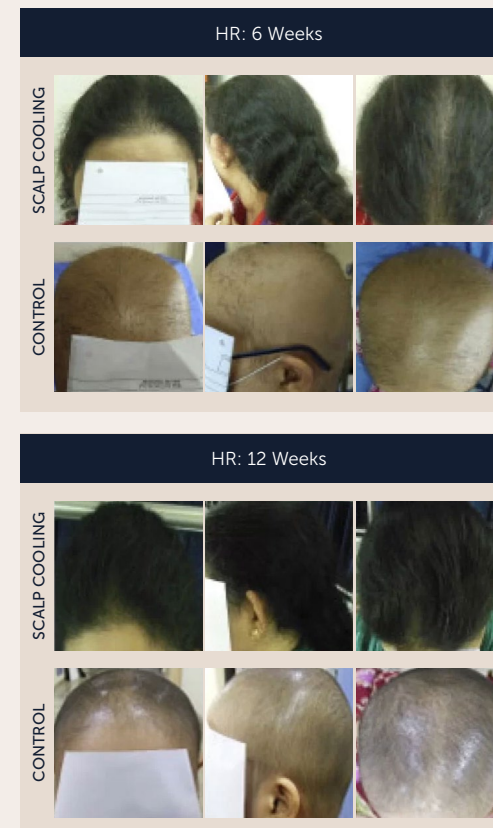 HR: 6 Weeks
SCALP COOLING
CONTROL
HR: 12 Weeks
SCALP COOLING
CONTROL